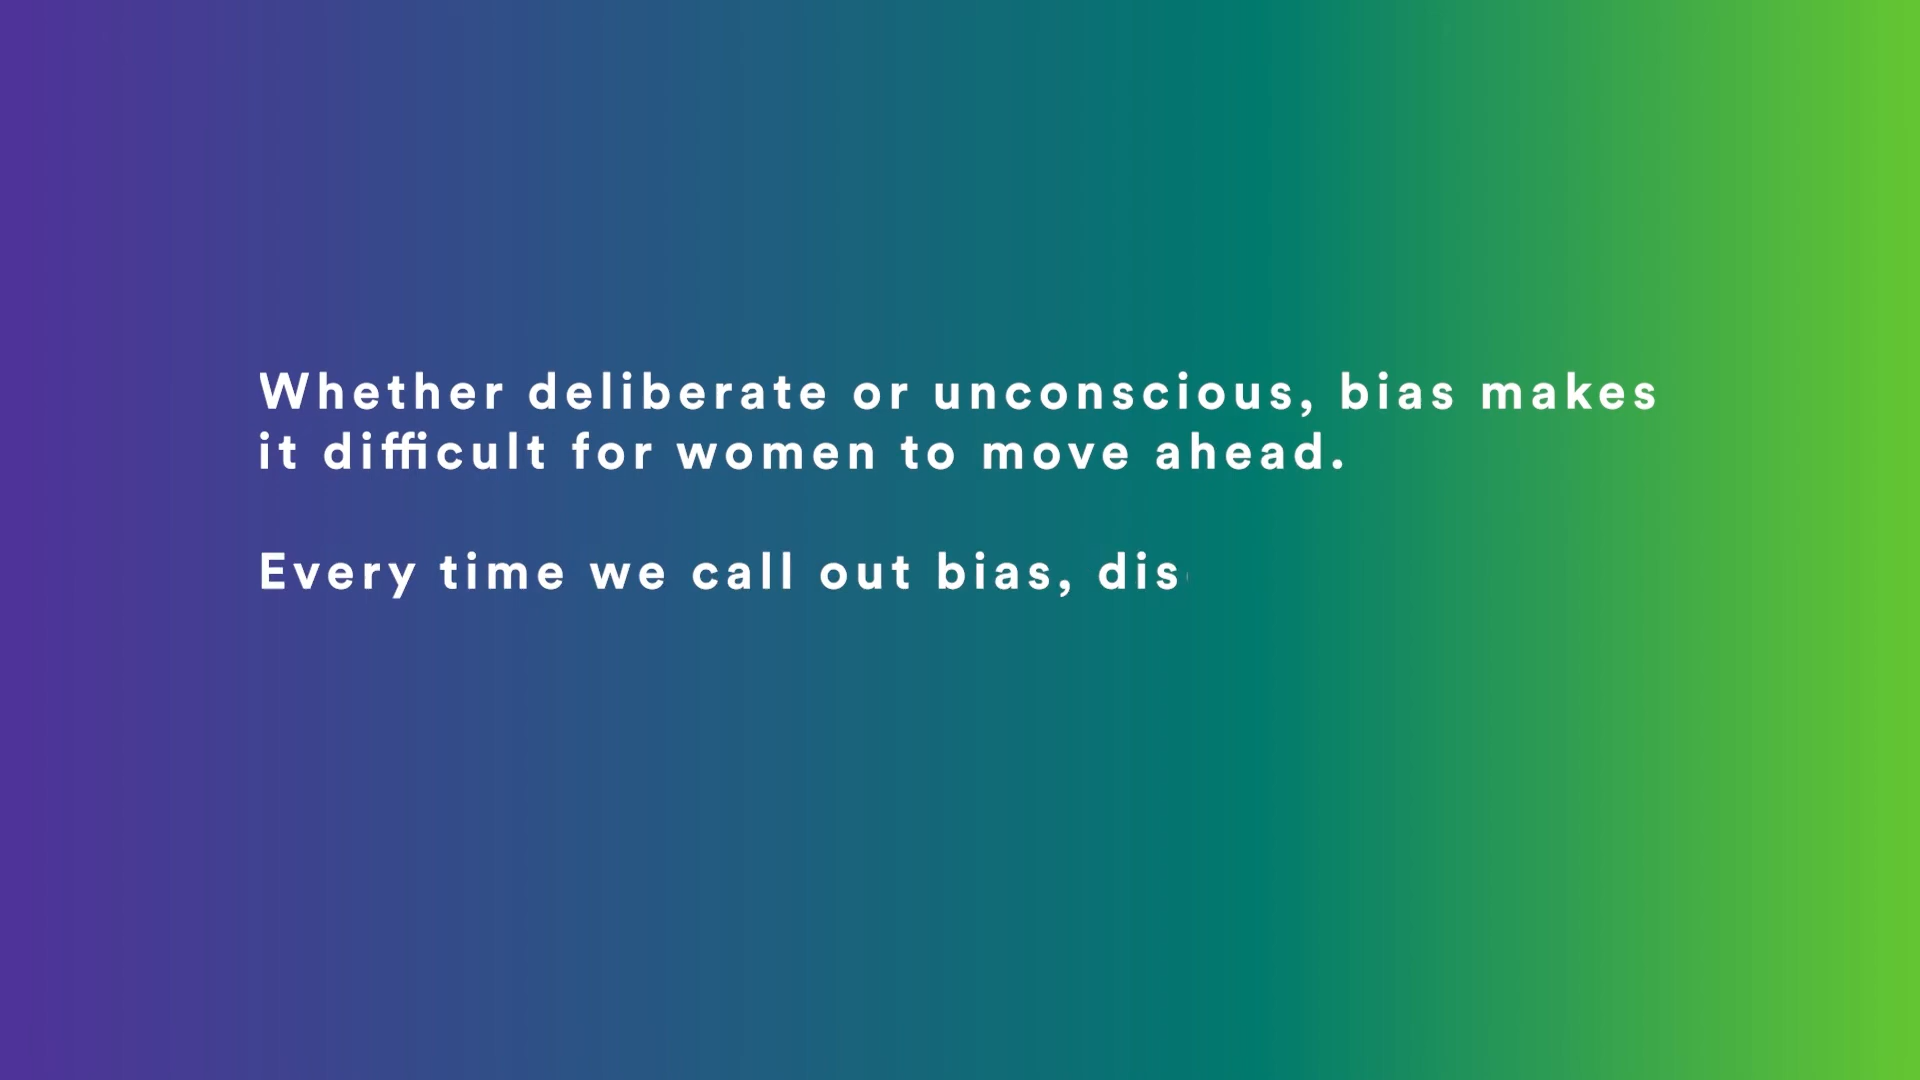 Whether deliberate or unconscious, bias makes
it difficult for women to move ahead.
Every time we call out bias, dis